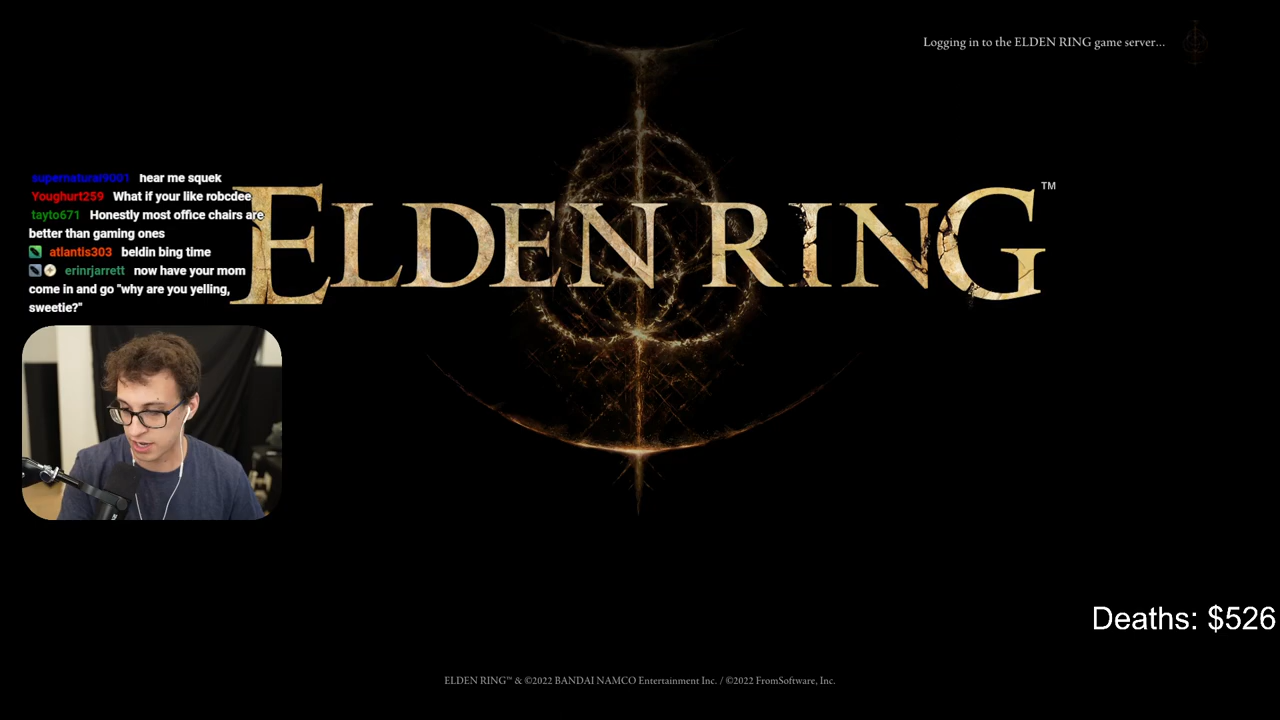 Logging in to the ELDEN RING game server...
supernatural9001 hear me squek
Youghurt259 What if your like robcdee
tayto671 Honestly most office chairs are
better than gaming ones
atlantis303 beldin bing time
erinrjarrett now have your mom
come in and go "why are you yelling,
sweetie?"
ELDEN RING™
Deaths: $526
ELDEN RING™ & ©2022 BANDAI NAMCO Entertainment Inc. / ©2022 FromSoftware, Inc.